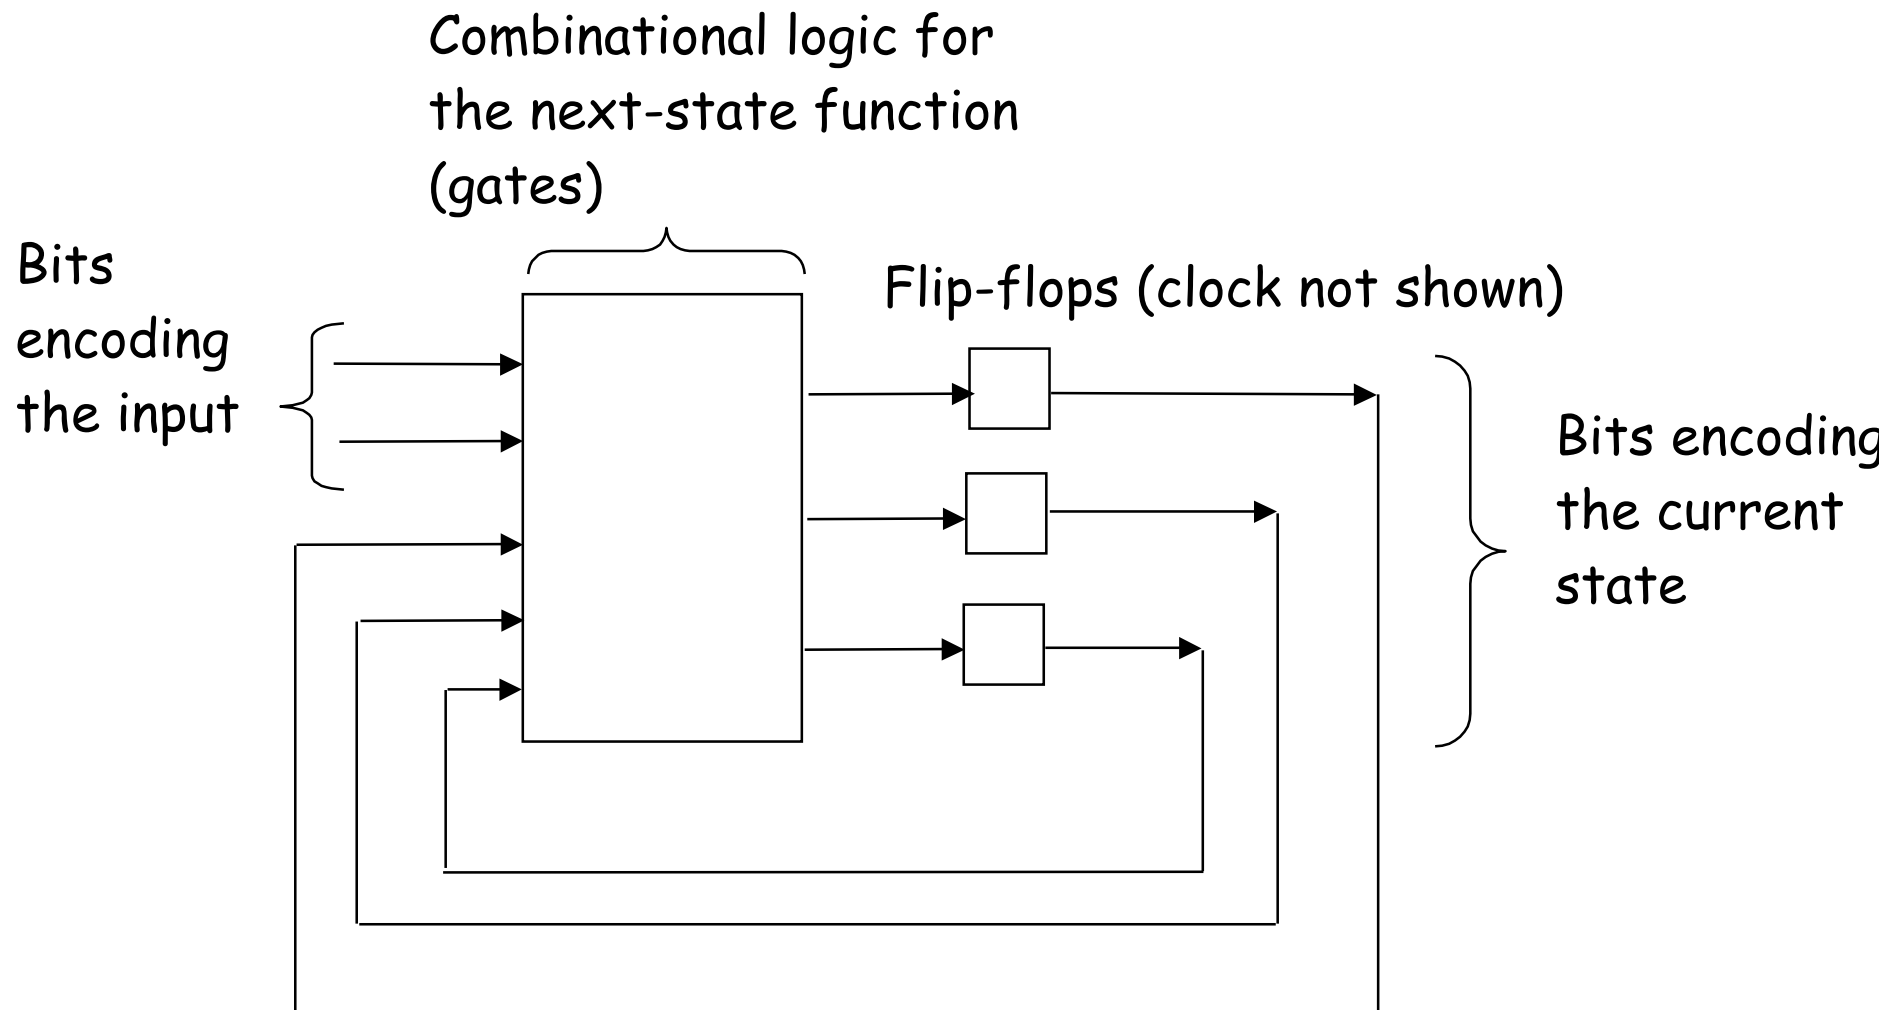 Combinational logic for
the next-state function
(gates)
Bits
encoding
the input
Flip-flops (clock not shown)
Bits encoding
the current
state